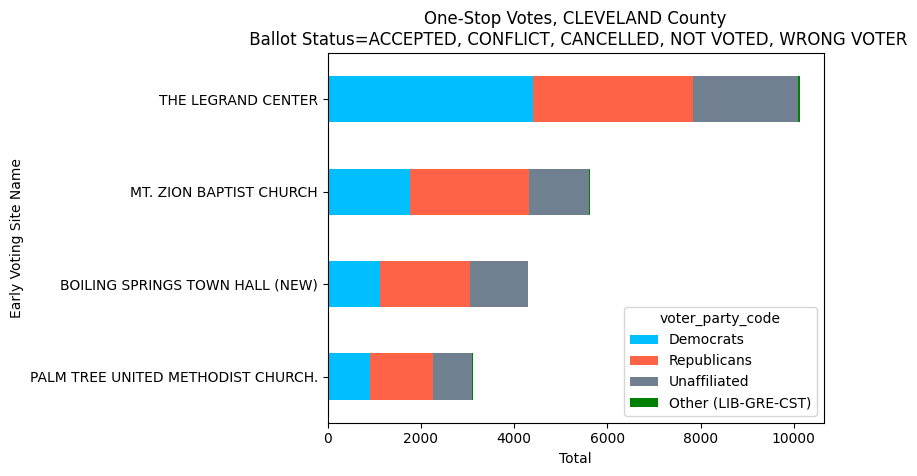 One-Stop Votes, CLEVELAND County
Ballot Status=ACCEPTED, CONFLICT, CANCELLED, NOT VOTED, WRONG VOTER
Early Voting Site Name
THE LEGRAND CENTER
MT. ZION BAPTIST CHURCH
BOILING SPRINGS TOWN HALL (NEW)
PALM TREE UNITED METHODIST CHURCH.
voter_party_code
Democrats
Republicans
Unaffiliated
Other (LIB-GRE-CST)
0 2000 4000 6000 8000 10000
Total